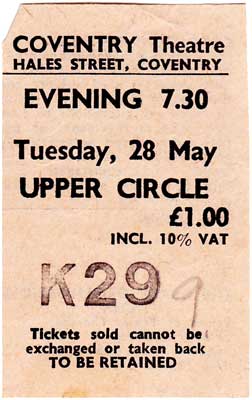 COVENTRY Theatre
HALES STREET, COVENTRY
EVENING 7.30
Tuesday, 28 May
UPPER CIRCLE
£1.00
INCL. 10% VAT
K29 9
Tickets sold cannot be
exchanged or taken back
TO BE RETAINED